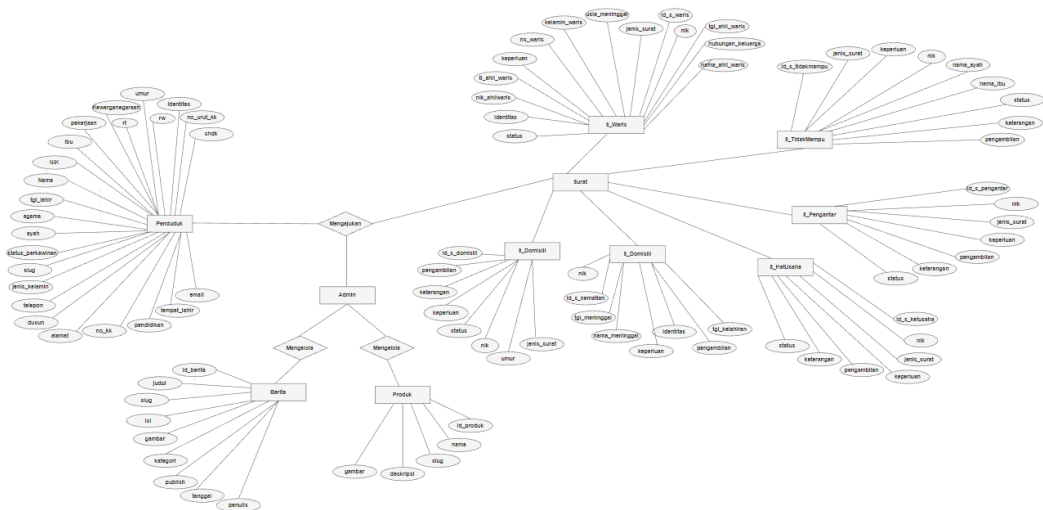 usia_meninggal
kelamin_waris
id_s_waris
ns_waris
jenis_surat
tgl_ahli_waris
nik
keperluan
hubungan_keluarga
tl_ahli_waris
nama_ahli_waris
nik_ahliwaris
identitas
status
S_Waris
jenis_surat
keperluan
nik
id_s_tidakmampu
nama_ayah
nama_ibu
status
keterangan
pengambilan
S_TidakMampu
umur
identitas
Kewarganegaraan
no_urut_kk
pekerjaan
rt
rw
shdk
ibu
NIK
Nama
tgl_lahir
agama
ayah
status_perkawinan
slug
jenis_kelamin
telepon
dusun
alamat
no_kk
pendidikan
tempat_lahir
email
Penduduk
Mengajukan
Surat
id_s_pengantar
nik
jenis_surat
keperluan
pengambilan
keterangan
status
S_Pengantar
S_Domisili
id_s_domisili
pengambilan
keterangan
keperluan
status
nik
umur
jenis_surat
S_Domisili
nik
id_s_kematian
tgl_meninggal
nama_meninggal
keperluan
identitas
pengambilan
tgl_kelahiran
S_KetUsaha
id_s_ketusaha
nik
jenis_surat
keperluan
pengambilan
keterangan
status
Admin
Mengelola
Mengelola
Berita
id_berita
judul
slug
isi
gambar
kategori
publish
tanggal
penulis
Produk
id_produk
nama
slug
deskripsi
gambar